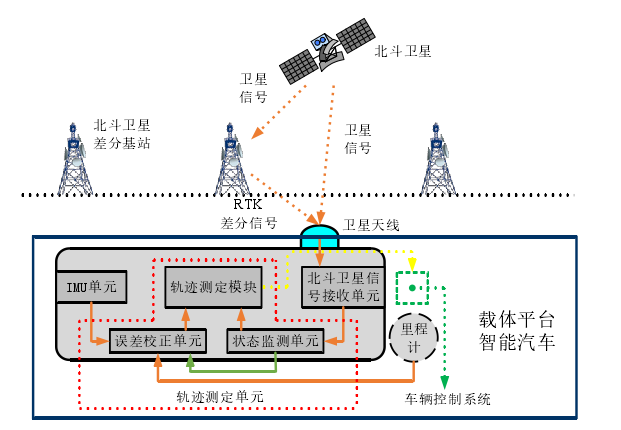 北斗卫星
卫星
信号
北斗卫星
差分基站
卫星
信号
RTK
差分信号
卫星天线
IMU单元
轨迹测定模块
北斗卫星信
号接收单元
误差校正单元
状态监测单元
里程
计
载体平台
智能汽车
轨迹测定单元
车辆控制系统